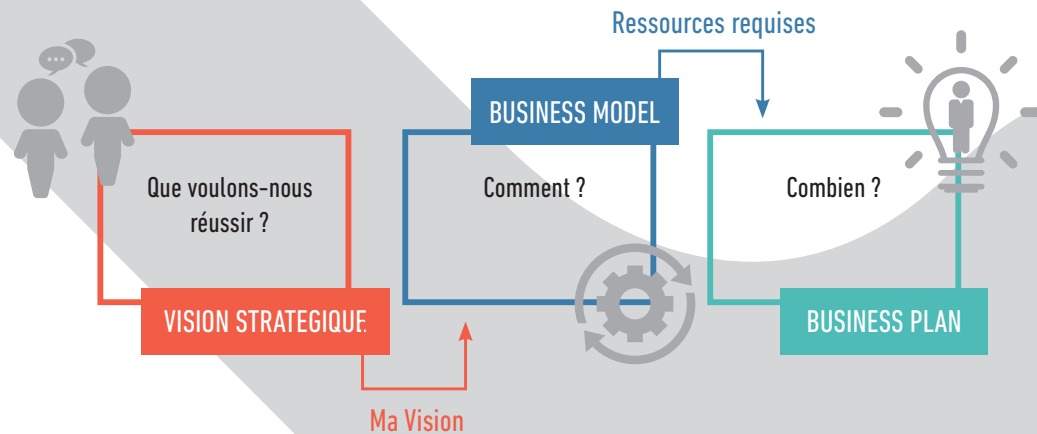 Ressources requises
BUSINESS MODEL
Que voulons-nous
réussir ?
Comment ?
Combien ?
VISION STRATEGIQUE
BUSINESS PLAN
Ma Vision